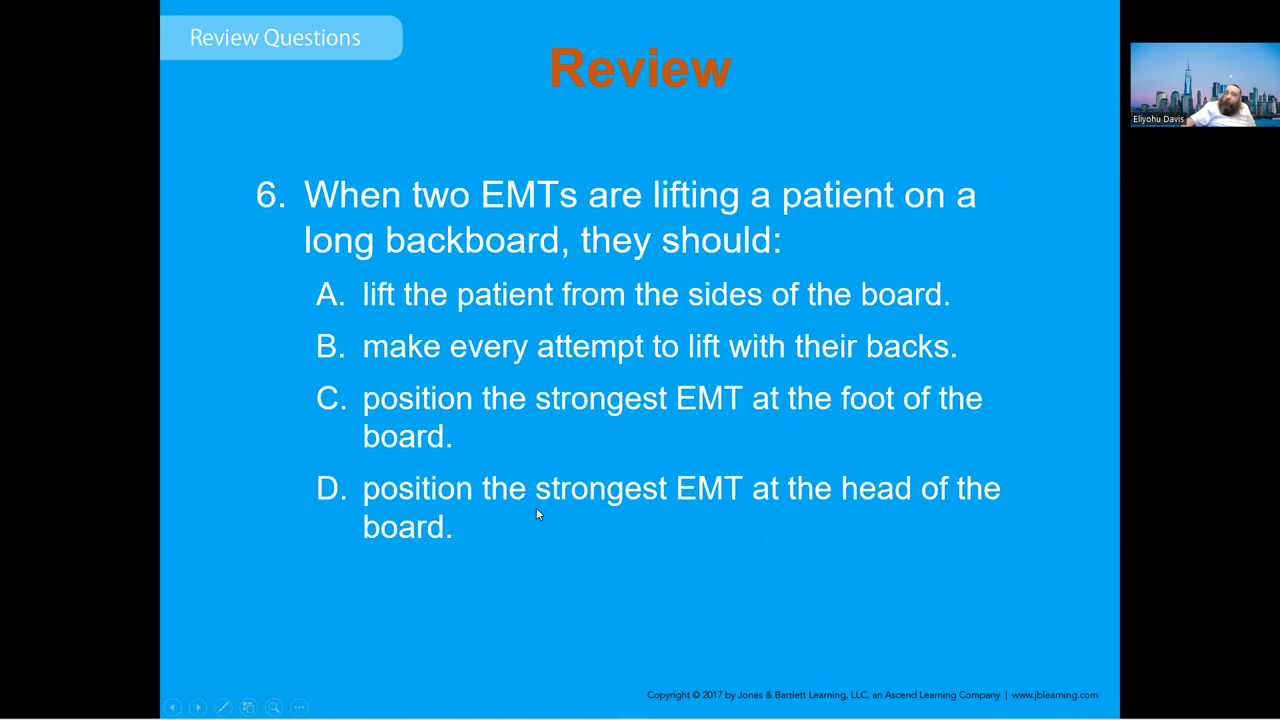 Review Questions
Review
Eliyohu Davis
6. When two EMTs are lifting a patient on a
long backboard, they should:
A. lift the patient from the sides of the board.
B. make every attempt to lift with their backs.
C. position the strongest EMT at the foot of the
board.
D. position the strongest EMT at the head of the
board.
Copyright © 2017 by Jones & Bartlett Learning, LLC, an Ascend Learning Company | www.jblearning.com